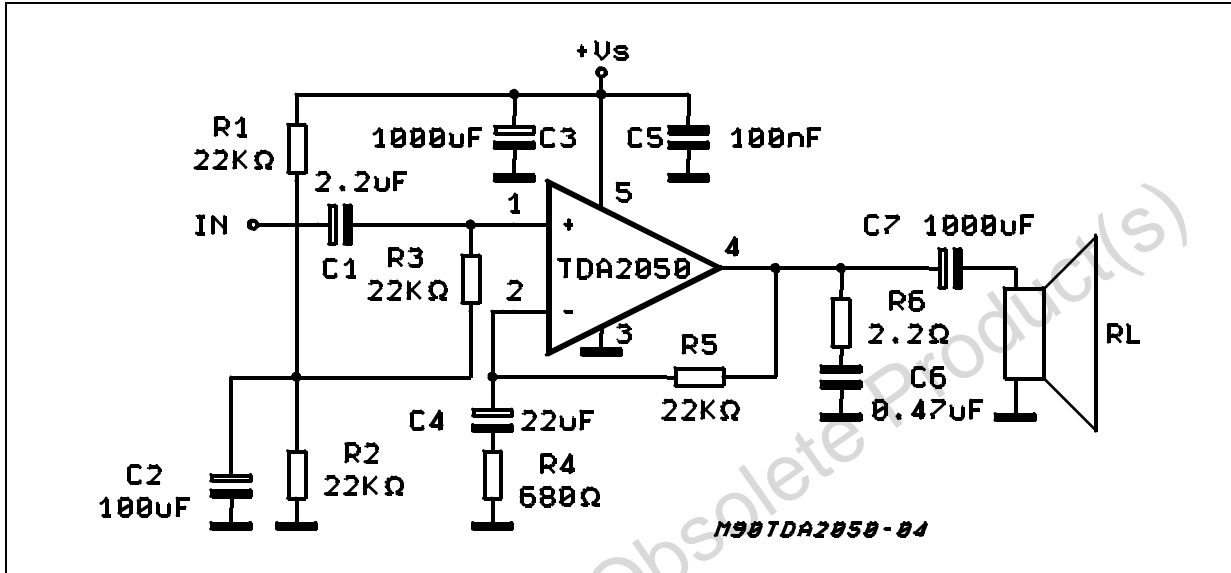 +Vs
R1
22KΩ
1000uF
C3
C5
100nF
2.2uF
IN
C1
R3
22KΩ
1
+
5
TDA2050
4
2
-
3
C7 1000uF
R6
2.2Ω
RL
R5
22KΩ
C6
0.47uF
C4
22uF
R4
680Ω
C2
100uF
R2
22KΩ
M90TDA2050-04
Obsolete Product(s)